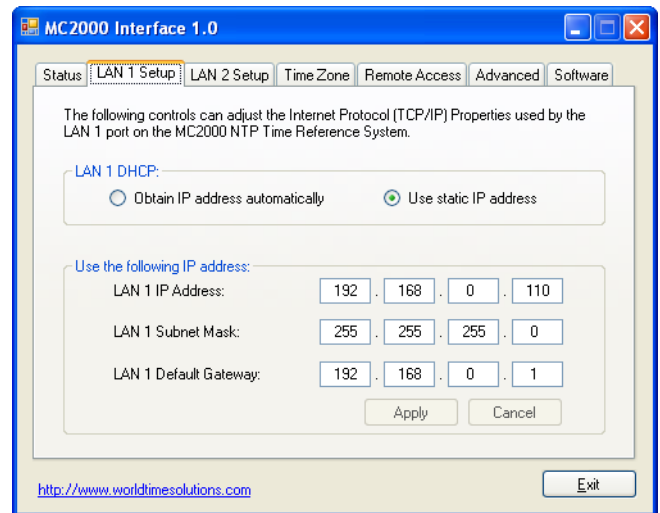 MC2000 Interface 1.0
Status LAN 1 Setup LAN 2 Setup Time Zone Remote Access Advanced Software
The following controls can adjust the Internet Protocol (TCP/IP) Properties used by the
LAN 1 port on the MC2000 NTP Time Reference System.
LAN 1 DHCP:
Obtain IP address automatically Use static IP address
Use the following IP address:
LAN 1 IP Address: 192 . 168 . 0 . 110
LAN 1 Subnet Mask: 255 . 255 . 255 . 0
LAN 1 Default Gateway: 192 . 168 . 0 . 1
Apply Cancel
http://www.worldtimesolutions.com Exit